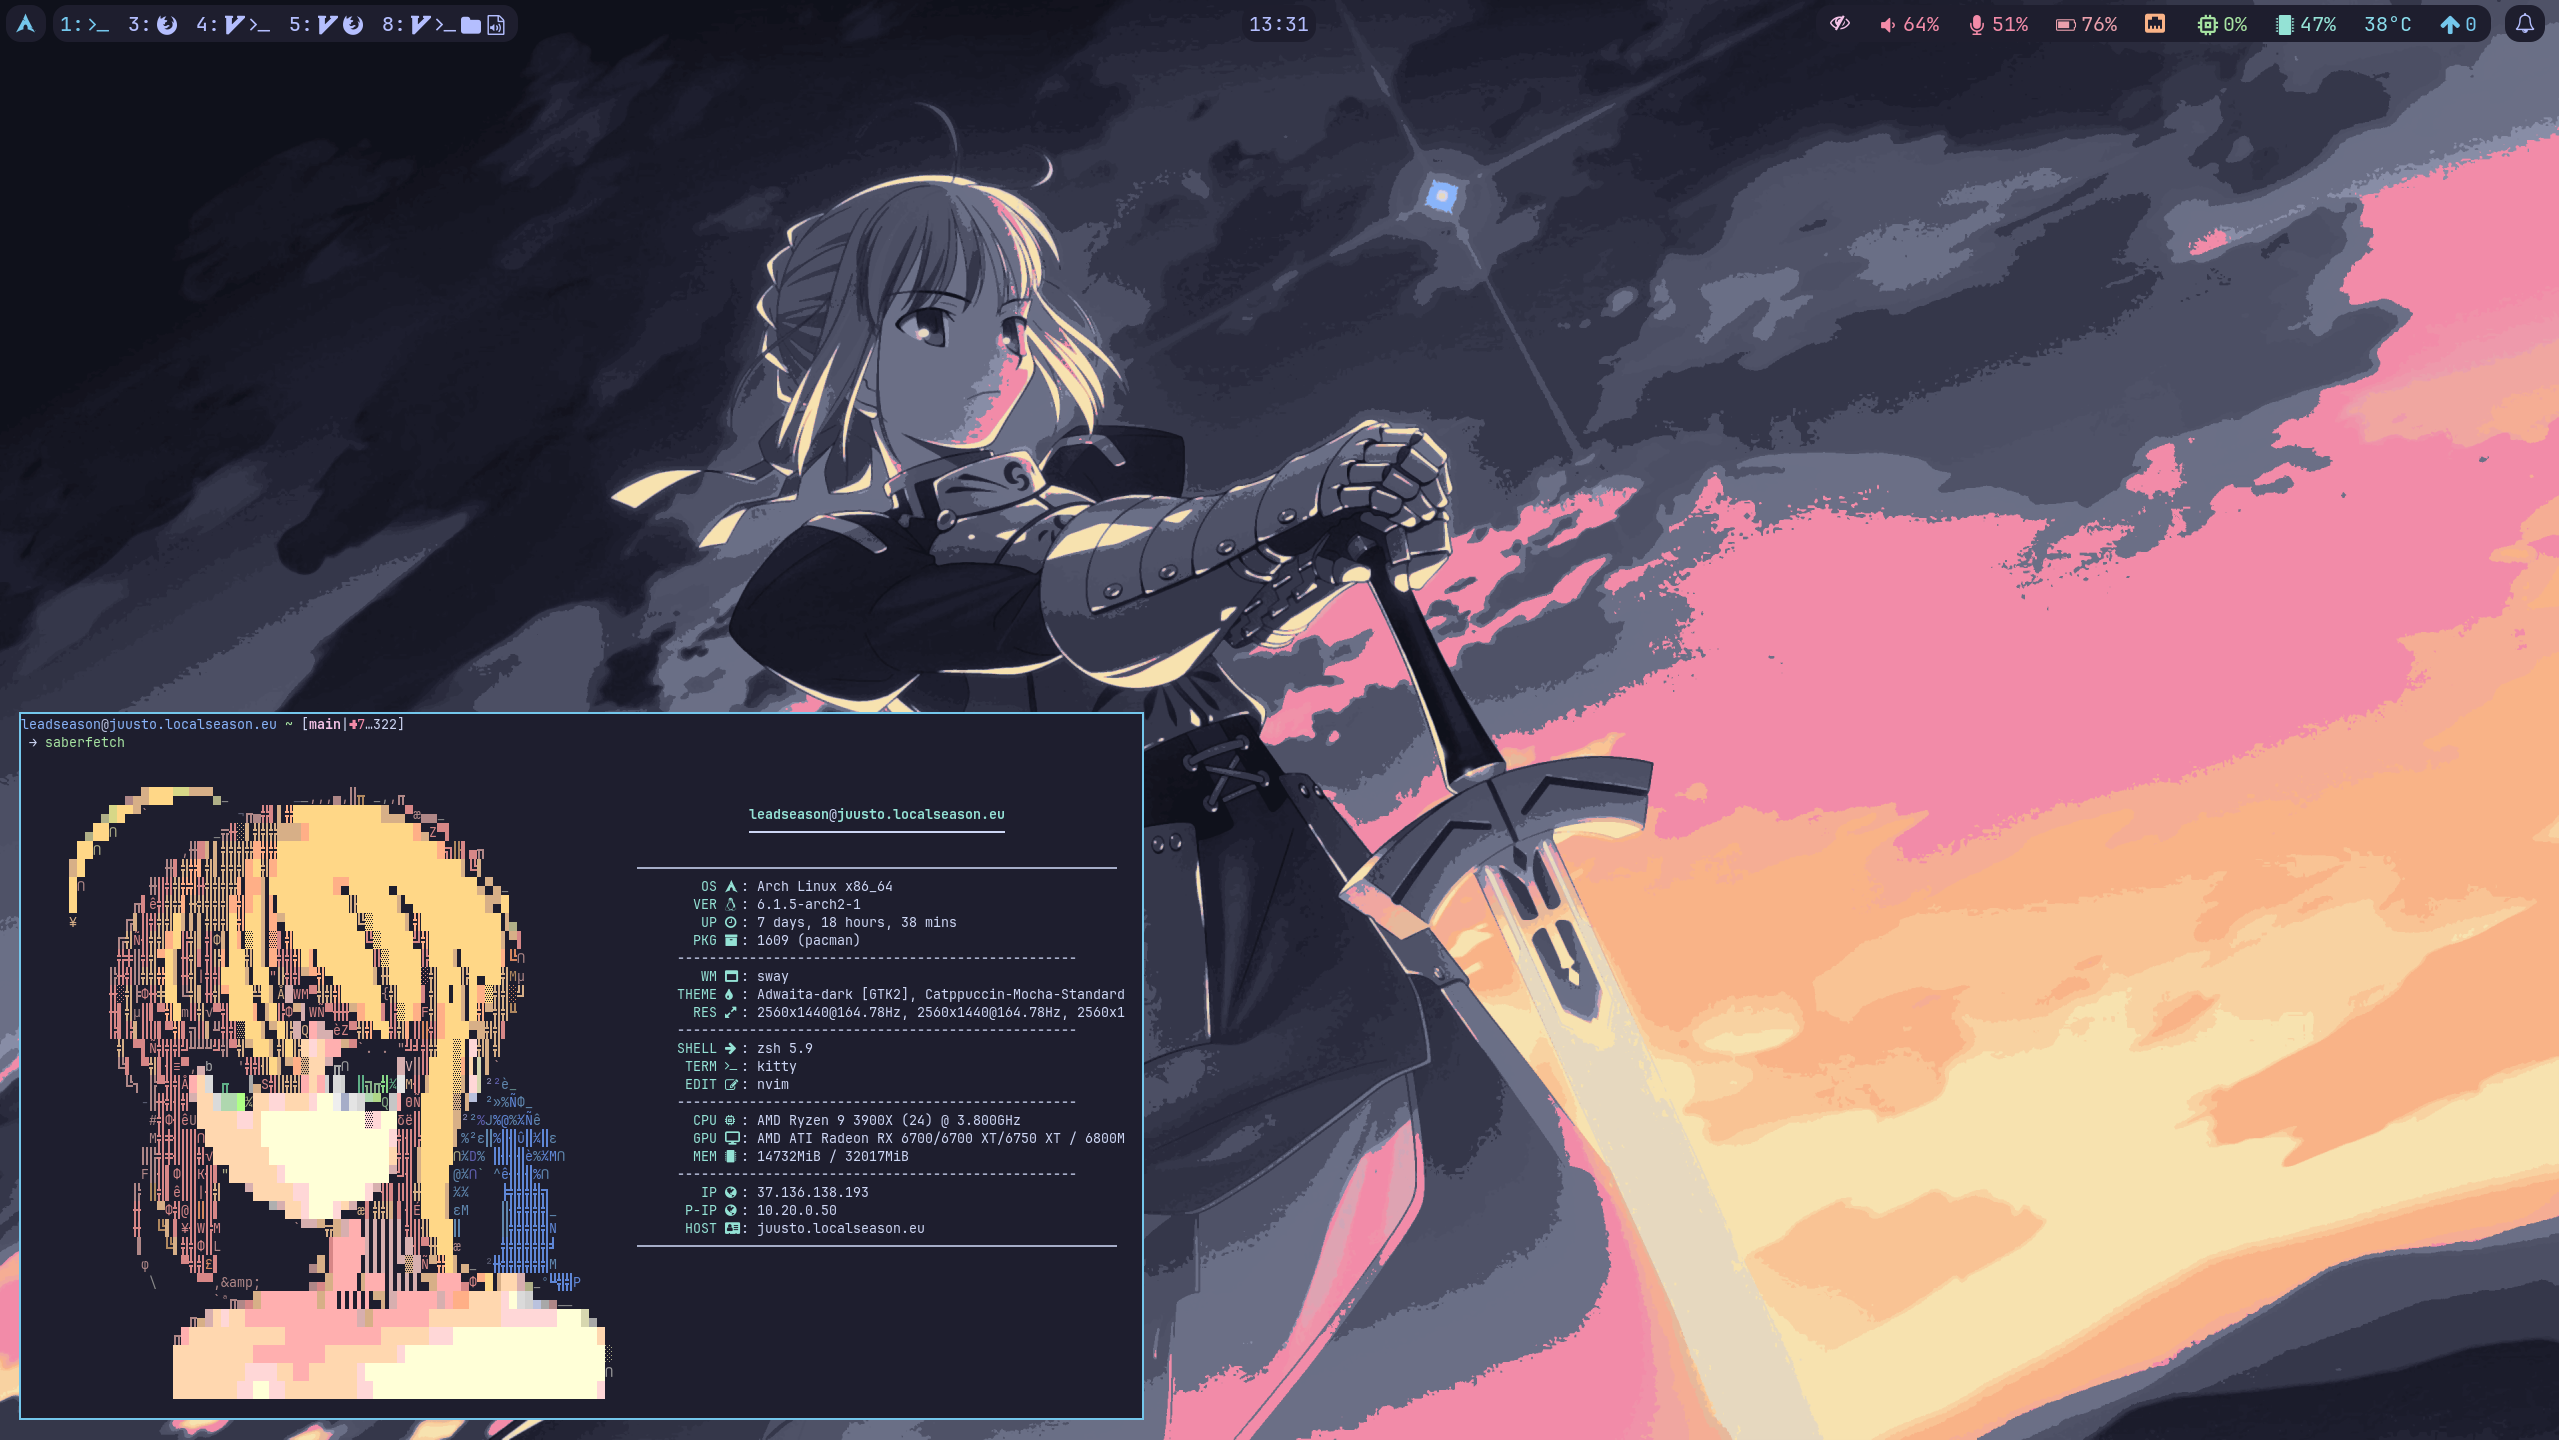 1: 3: 4: 5: 8: 13:31 64% 51% 76% 0% 47% 38°C 0
leadseason@juusto.localseason.eu ~ [main|✚7…322]
→ saberfetch
leadseason@juusto.localseason.eu
OS : Arch Linux x86_64
VER : 6.1.5-arch2-1
UP : 7 days, 18 hours, 38 mins
PKG : 1609 (pacman)
--------------------------------------------------
WM : sway
THEME : Adwaita-dark [GTK2], Catppuccin-Mocha-Standard
RES : 2560x1440@164.78Hz, 2560x1440@164.78Hz, 2560x1
--------------------------------------------------
SHELL : zsh 5.9
TERM : kitty
EDIT : nvim
--------------------------------------------------
CPU : AMD Ryzen 9 3900X (24) @ 3.800GHz
GPU : AMD ATI Radeon RX 6700/6700 XT/6750 XT / 6800M
MEM : 14732MiB / 32017MiB
--------------------------------------------------
IP : 37.136.138.193
P-IP : 10.20.0.50
HOST : juusto.localseason.eu